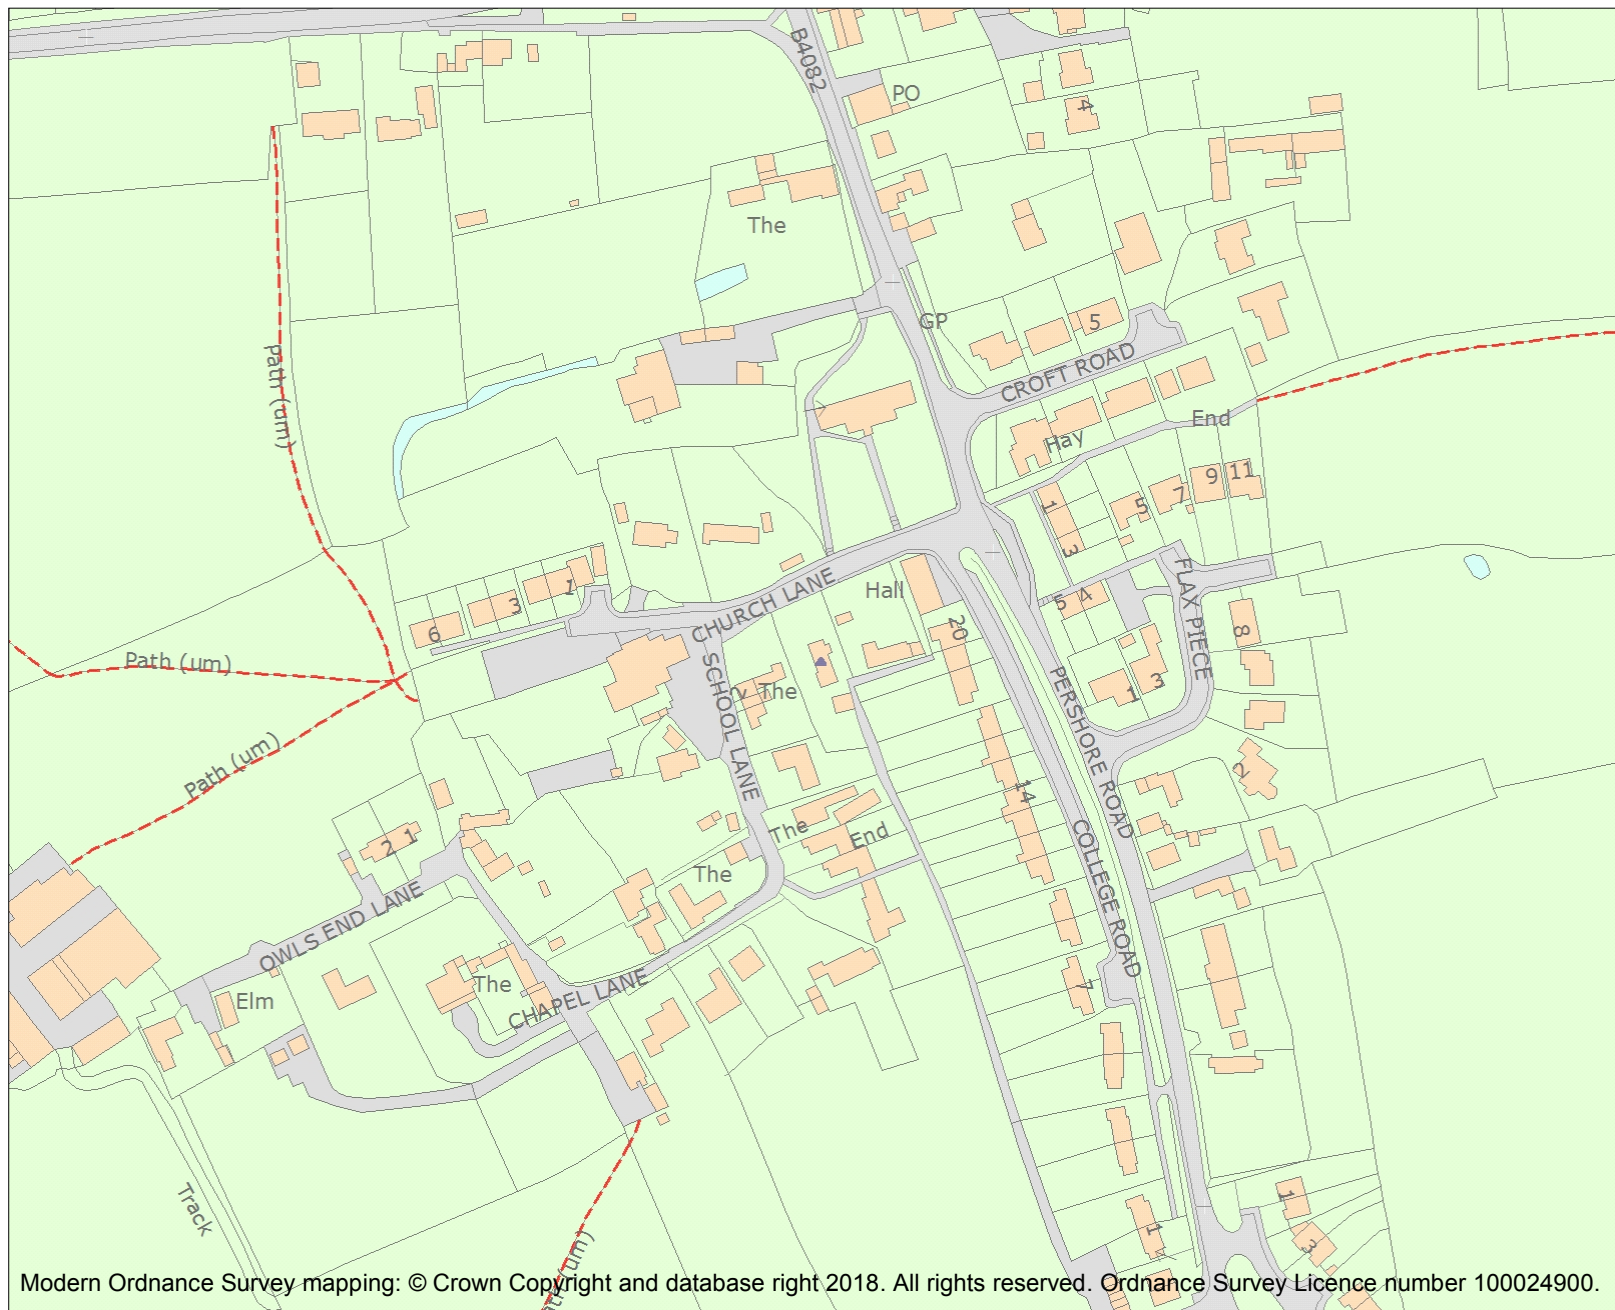 B4082
PO
4
The
GP
5
CROFT ROAD
Path (um)
Hay
End
1
3
5
7
9
11
CHURCH LANE
Hall
20
5
4
FLAX PIECE
8
1
3
6
3
1
Path (um)
SCHOOL LANE
The
PERSHORE ROAD
2
14
Path (um)
2
1
The
End
The
COLLEGE ROAD
OWLS END LANE
The
Elm
CHAPEL LANE
7
Track
1
1
3
Modern Ordnance Survey mapping: © Crown Copyright and database right 2018. All rights reserved. Ordnance Survey Licence number 100024900.